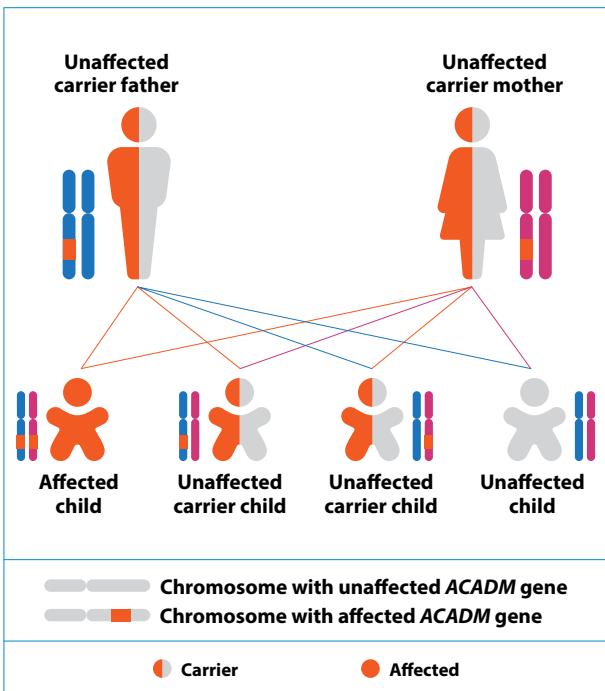 Unaffected
carrier father
Unaffected
carrier mother
Affected
child
Unaffected
carrier child
Unaffected
carrier child
Unaffected
child
Chromosome with unaffected ACADM gene
Chromosome with affected ACADM gene
Carrier
Affected